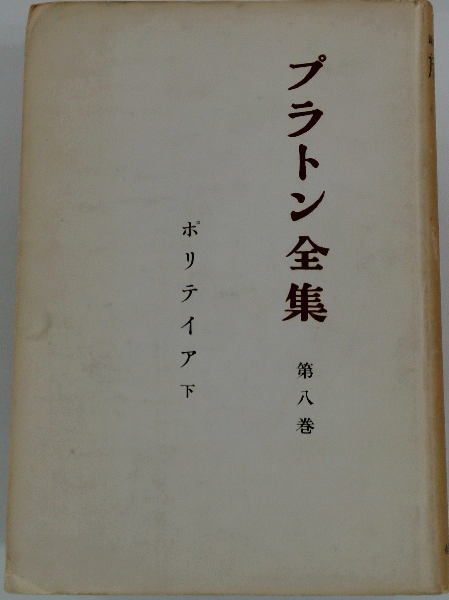 プラトン全集 第八巻
ポリテイア 下